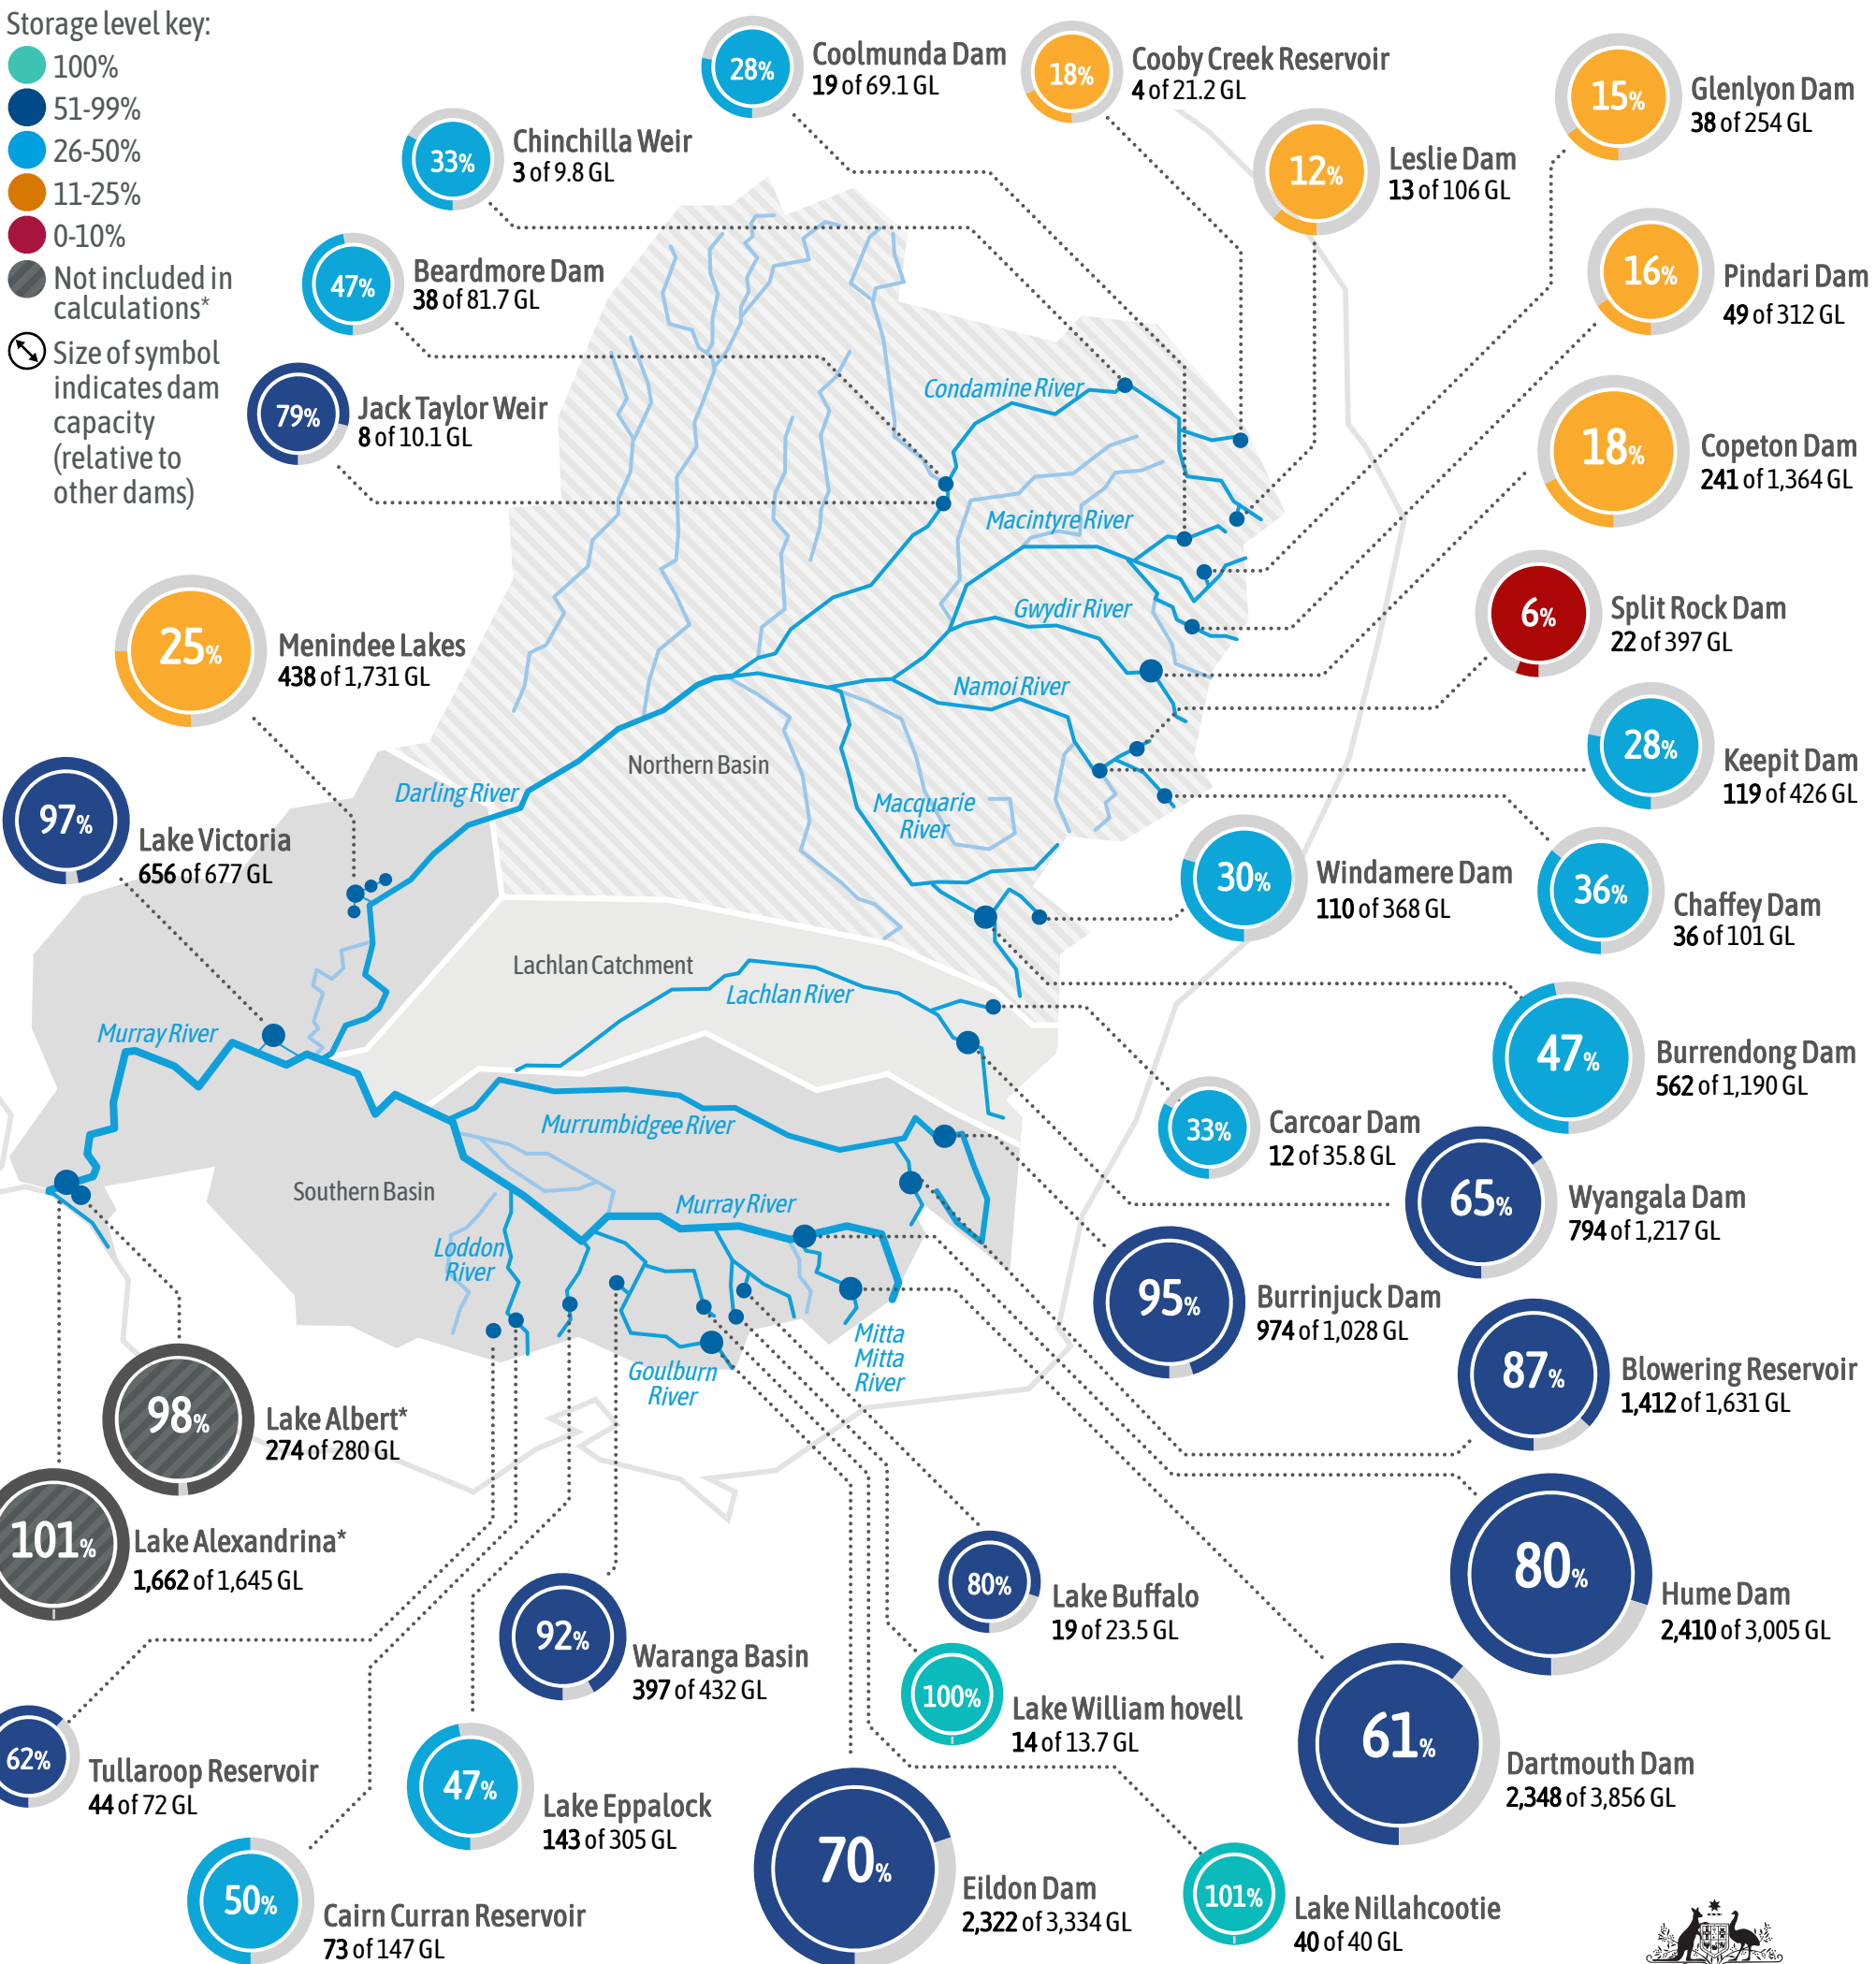 Storage level key:
100%
51-99%
26-50%
11-25%
0-10%
Not included in
calculations*
Size of symbol
indicates dam
capacity
(relative to
other dams)
28%
Coolmunda Dam
19 of 69.1 GL
18%
Cooby Creek Reservoir
4 of 21.2 GL
15%
Glenlyon Dam
38 of 254 GL
33%
Chinchilla Weir
3 of 9.8 GL
12%
Leslie Dam
13 of 106 GL
47%
Beardmore Dam
38 of 81.7 GL
16%
Pindari Dam
49 of 312 GL
79%
Jack Taylor Weir
8 of 10.1 GL
18%
Copeton Dam
241 of 1,364 GL
Condamine River
Macintyre River
Gwydir River
Namoi River
Macquarie
River
Darling River
Northern Basin
6%
Split Rock Dam
22 of 397 GL
25%
Menindee Lakes
438 of 1,731 GL
28%
Keepit Dam
119 of 426 GL
97%
Lake Victoria
656 of 677 GL
30%
Windamere Dam
110 of 368 GL
36%
Chaffey Dam
36 of 101 GL
Lachlan Catchment
Lachlan River
Murray River
47%
Burrendong Dam
562 of 1,190 GL
33%
Carcoar Dam
12 of 35.8 GL
Murrumbidgee River
Southern Basin
Murray River
65%
Wyangala Dam
794 of 1,217 GL
Loddon
River
Goulburn
River
Mitta
Mitta
River
95%
Burrinjuck Dam
974 of 1,028 GL
87%
Blowering Reservoir
1,412 of 1,631 GL
98%
Lake Albert*
274 of 280 GL
101%
Lake Alexandrina*
1,662 of 1,645 GL
80%
Hume Dam
2,410 of 3,005 GL
80%
Lake Buffalo
19 of 23.5 GL
92%
Waranga Basin
397 of 432 GL
100%
Lake William hovell
14 of 13.7 GL
61%
Dartmouth Dam
2,348 of 3,856 GL
62%
Tullaroop Reservoir
44 of 72 GL
47%
Lake Eppalock
143 of 305 GL
70%
Eildon Dam
2,322 of 3,334 GL
101%
Lake Nillahcootie
40 of 40 GL
50%
Cairn Curran Reservoir
73 of 147 GL